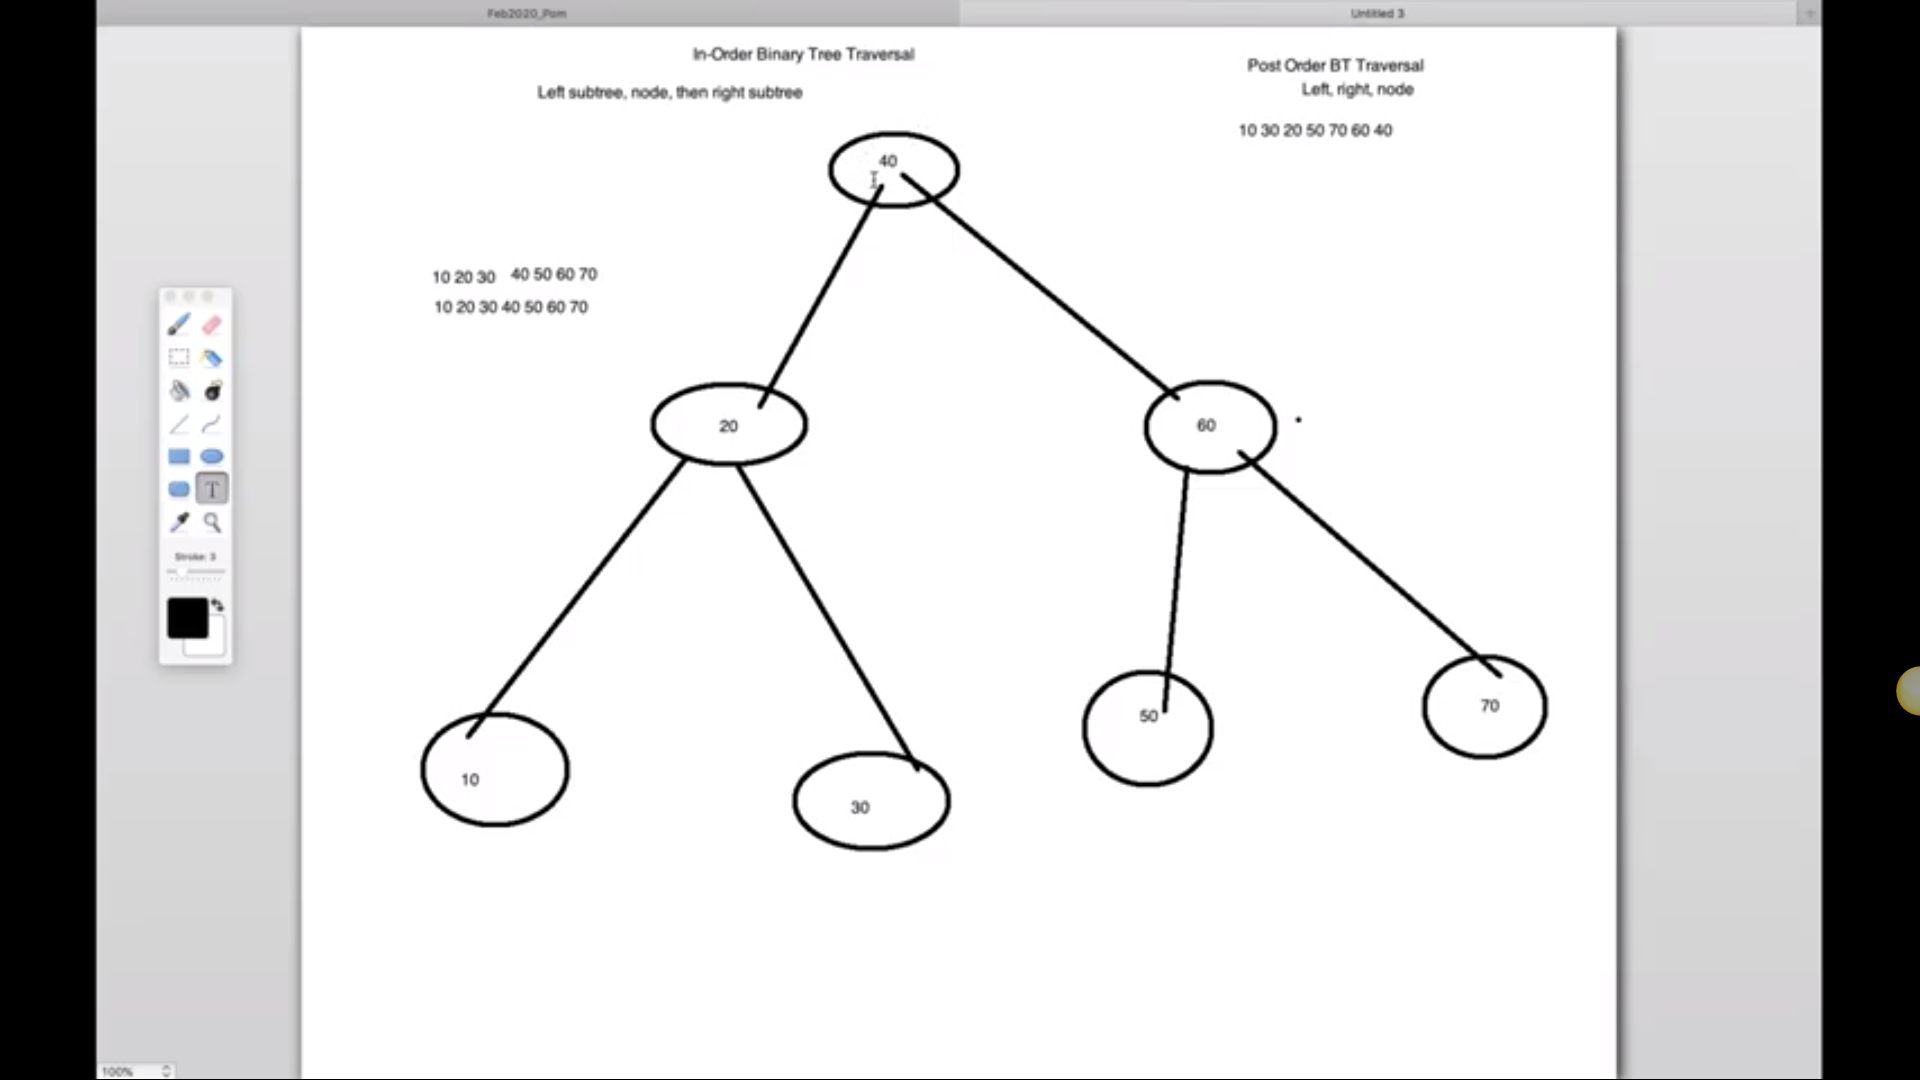 Feb2020_Pom
Untitled 3
In-Order Binary Tree Traversal
Left subtree, node, then right subtree
Post Order BT Traversal
Left, right, node
10 30 20 50 70 60 40
40
10 20 30 40 50 60 70
10 20 30 40 50 60 70
20
60
T
Stroke: 3
10
30
50
70
100%